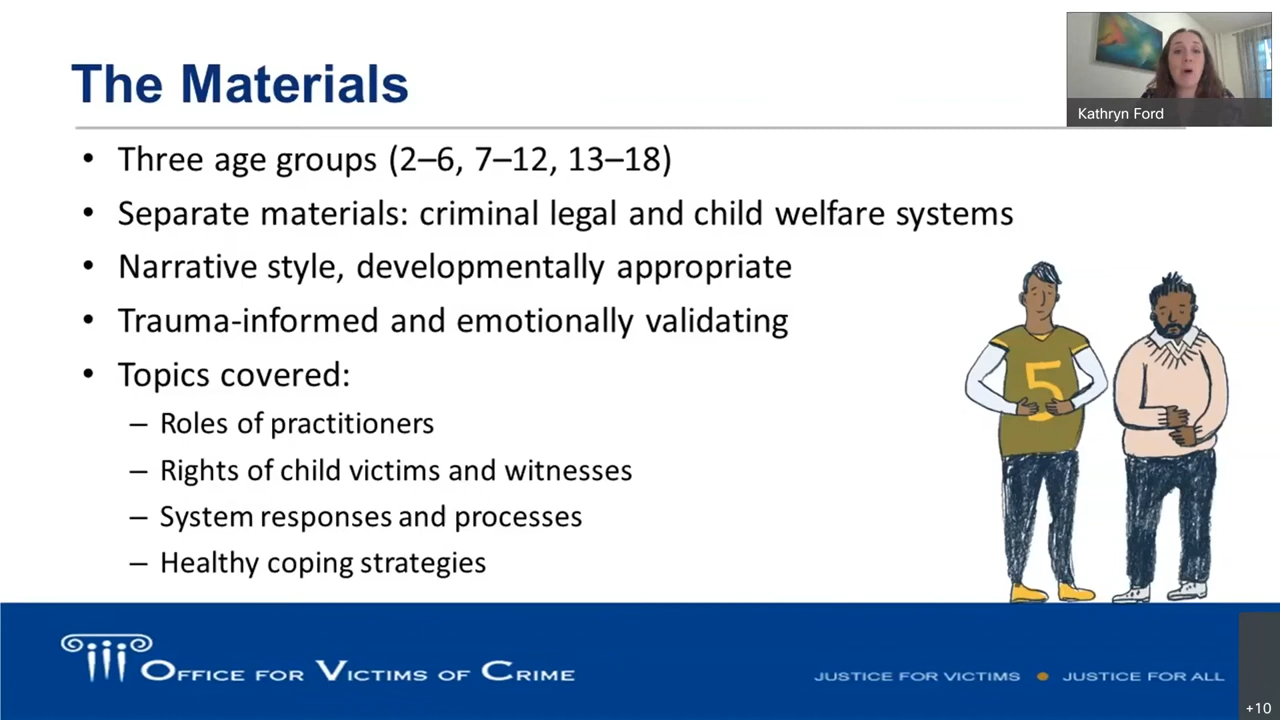 The Materials
Kathryn Ford
• Three age groups (2–6, 7–12, 13–18)
• Separate materials: criminal legal and child welfare systems
• Narrative style, developmentally appropriate
• Trauma-informed and emotionally validating
• Topics covered:
– Roles of practitioners
– Rights of child victims and witnesses
– System responses and processes
– Healthy coping strategies
5
OFFICE FOR VICTIMS OF CRIME
JUSTICE FOR VICTIMS • JUSTICE FOR ALL
+10